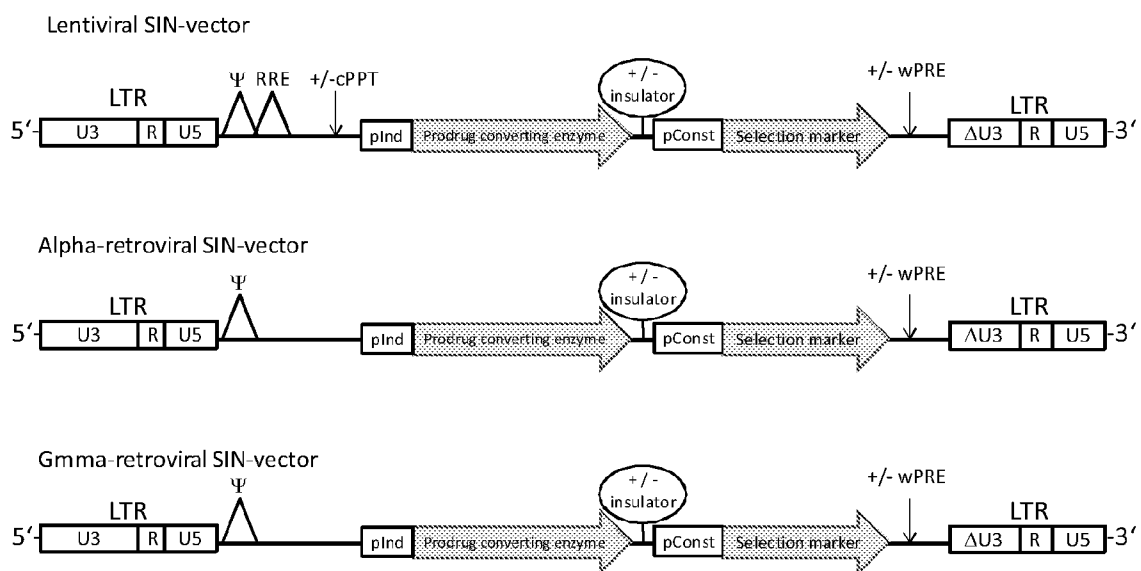 Lentiviral SIN-vector
LTR
Ψ
RRE
+/-cPPT
+/-
insulator
+/- wPRE
LTR
5‘
U3
R
U5
pInd
Prodrug converting enzyme
pConst
Selection marker
ΔU3
R
U5
3‘
Alpha-retroviral SIN-vector
LTR
Ψ
+/-
insulator
+/- wPRE
LTR
5‘
U3
R
U5
pInd
Prodrug converting enzyme
pConst
Selection marker
ΔU3
R
U5
3‘
Gmma-retroviral SIN-vector
LTR
Ψ
+/-
insulator
+/- wPRE
LTR
5‘
U3
R
U5
pInd
Prodrug converting enzyme
pConst
Selection marker
ΔU3
R
U5
3‘